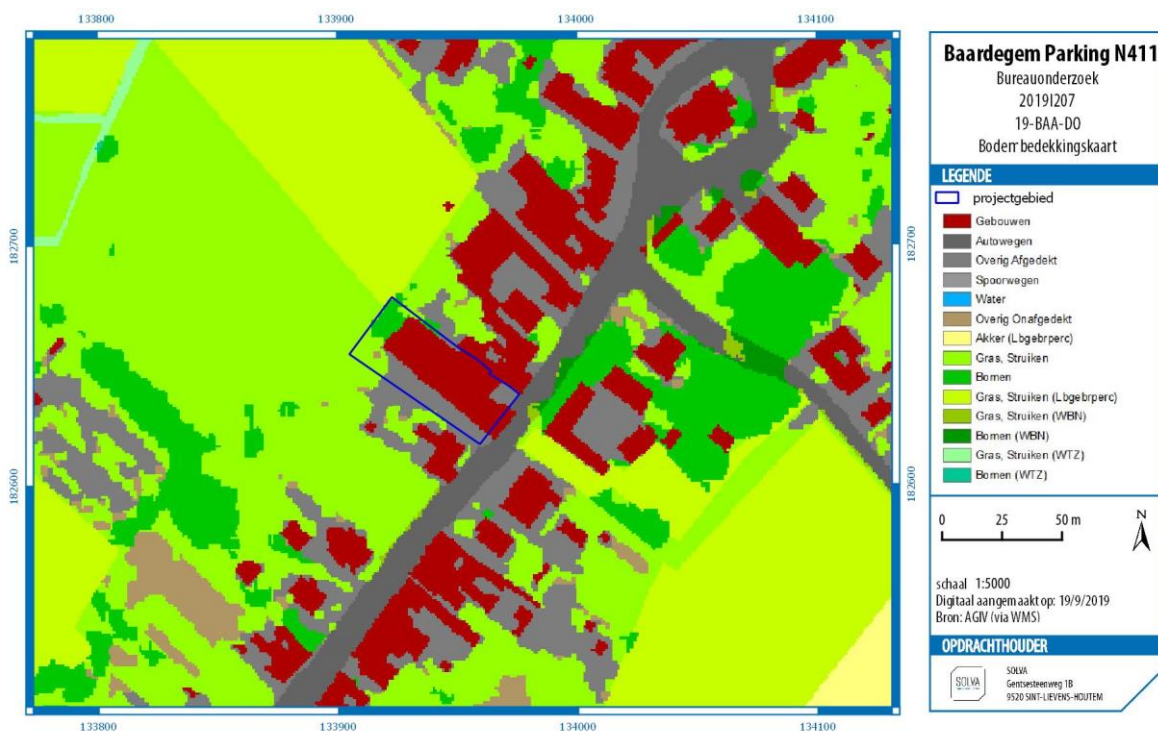 133800 133900 134000 134100
182700 182700
182600 182600
133800 133900 134000 134100
Baardegem Parking N411
Bureauonderzoek
2019I207
19-BAA-DO
Bodembedekkingskaart
LEGENDE
projectgebied
Gebouwen
Autowegen
Overig Afgedekt
Spoorwegen
Water
Overig Onafgedekt
Akker (Lbgebrperc)
Gras, Struiken
Bomen
Gras, Struiken (Lbgebrperc)
Gras, Struiken (WBN)
Bomen (WBN)
Gras, Struiken (WTZ)
Bomen (WTZ)
0 25 50 m
N
schaal 1:5000
Digitaal aangemaakt op: 19/9/2019
Bron: AGIV (via WMS)
OPDRACHTHOUDER
SOLVA
SOLVA
Gentsesteenweg 1B
9520 SINT-LIEVENS-HOUTEM